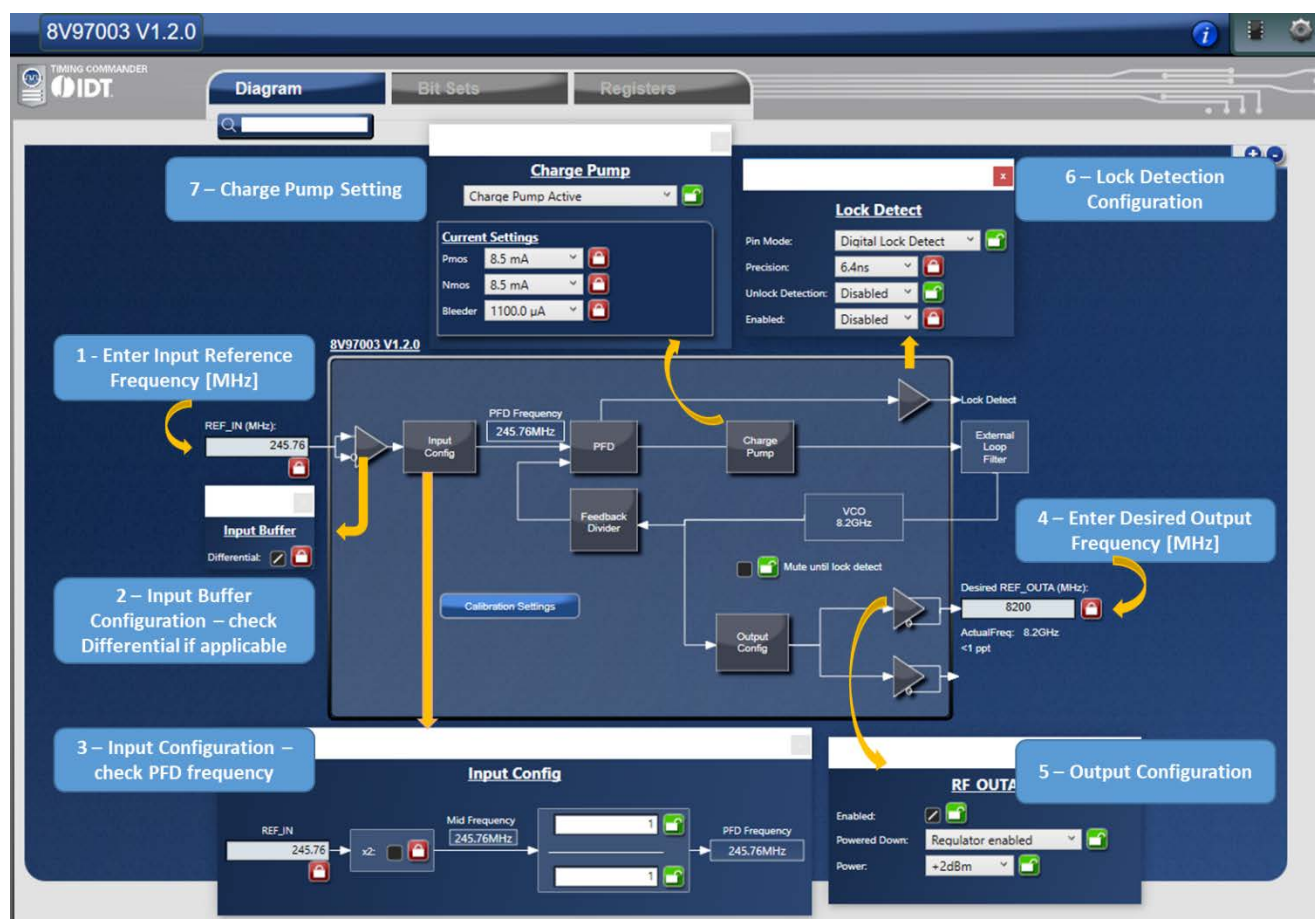 8V97003 V1.2.0
i
TIMING COMMANDER
IDT
Diagram
Bit Sets
Registers
7 – Charge Pump Setting
Charge Pump
Charge Pump Active
Current Settings
Pmos 8.5 mA
Nmos 8.5 mA
Bleeder 1100.0 µA
x
Lock Detect
Pin Mode: Digital Lock Detect
Precision: 6.4ns
Unlock Detection: Disabled
Enabled: Disabled
6 – Lock Detection
Configuration
1 - Enter Input Reference
Frequency [MHz]
8V97003 V1.2.0
REF_IN (MHz):
245.76
Input
Config
PFD Frequency
245.76MHz
PFD
Charge
Pump
Lock Detect
External
Loop
Filter
Input Buffer
Differential:
Feedback
Divider
VCO
8.2GHz
4 – Enter Desired Output
Frequency [MHz]
2 – Input Buffer
Configuration – check
Differential if applicable
Calibration Settings
Mute until lock detect
Output
Config
Desired REF_OUTA (MHz):
8200
ActualFreq: 8.2GHz
<1 ppt
3 – Input Configuration –
check PFD frequency
Input Config
REF_IN
245.76
x2:
Mid Frequency
245.76MHz
1
1
PFD Frequency
245.76MHz
5 – Output Configuration
RF OUTA
Enabled:
Powered Down: Regulator enabled
Power: +2dBm